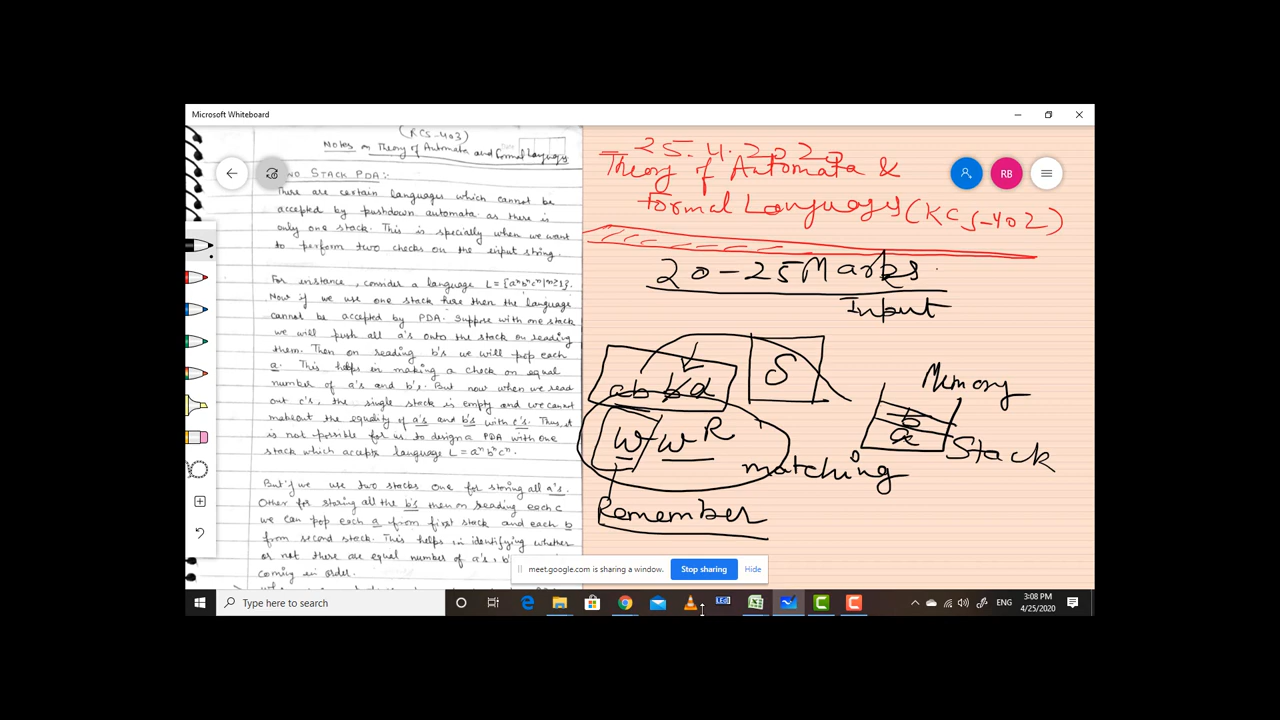 Microsoft Whiteboard
(KCS-403)
Notes on Theory of Automata and Formal Languages
TWO STACK PDA:
There are certain languages which cannot be
accepted by pushdown automata as there is
only one stack. This is specially when we want
to perform two checks on the input string.
For instance, consider a language L = {aⁿbⁿcⁿ|n≥1}.
Now if we use one stack here then the language
cannot be accepted by PDA. Suppose with one stack
we will push all a's onto the stack on reading
them. Then on reading b's we will pop each
a. This helps in making a check on equal
number of a's and b's. But now when we read
out c's, the single stack is empty and we cannot
makeout the equality of a's and b's with c's. Thus, it
is not possible for us to design a PDA with one
stack which accepts language L = aⁿbⁿcⁿ.
But if we use two stacks one for storing all a's.
Other for storing all the b's then on reading each c
we can pop each a from first stack and each b
from second stack. This helps in identifying whether
or not there are equal number of a's, b'
coming in order.
25.4.2020
Theory of Automata &
Formal Languages (KCS-402)
RB
20-25 Marks
Input
ab ba
δ
Memory
b
a
Stack
w w R
matching
Remember
meet.google.com is sharing a window.
Stop sharing
Hide
Type here to search
3:08 PM
4/25/2020